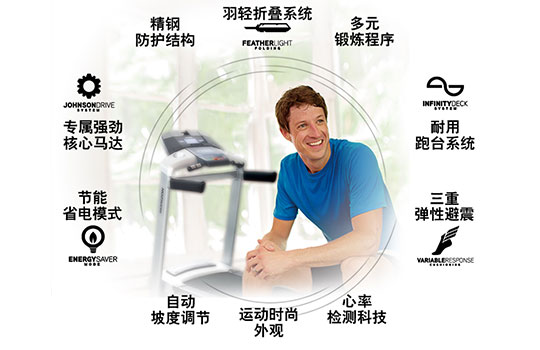 精钢
防护结构
羽轻折叠系统
FEATHERLIGHT
FOLDING
多元
锻炼程序
JOHNSONDRIVE
SYSTEM
专属强劲
核心马达
INFINITYDECK
SYSTEM
耐用
跑台系统
节能
省电模式
ENERGYSAVER
MODE
三重
弹性避震
VARIABLERESPONSE
CUSHIONING
自动
坡度调节
运动时尚
外观
心率
检测科技